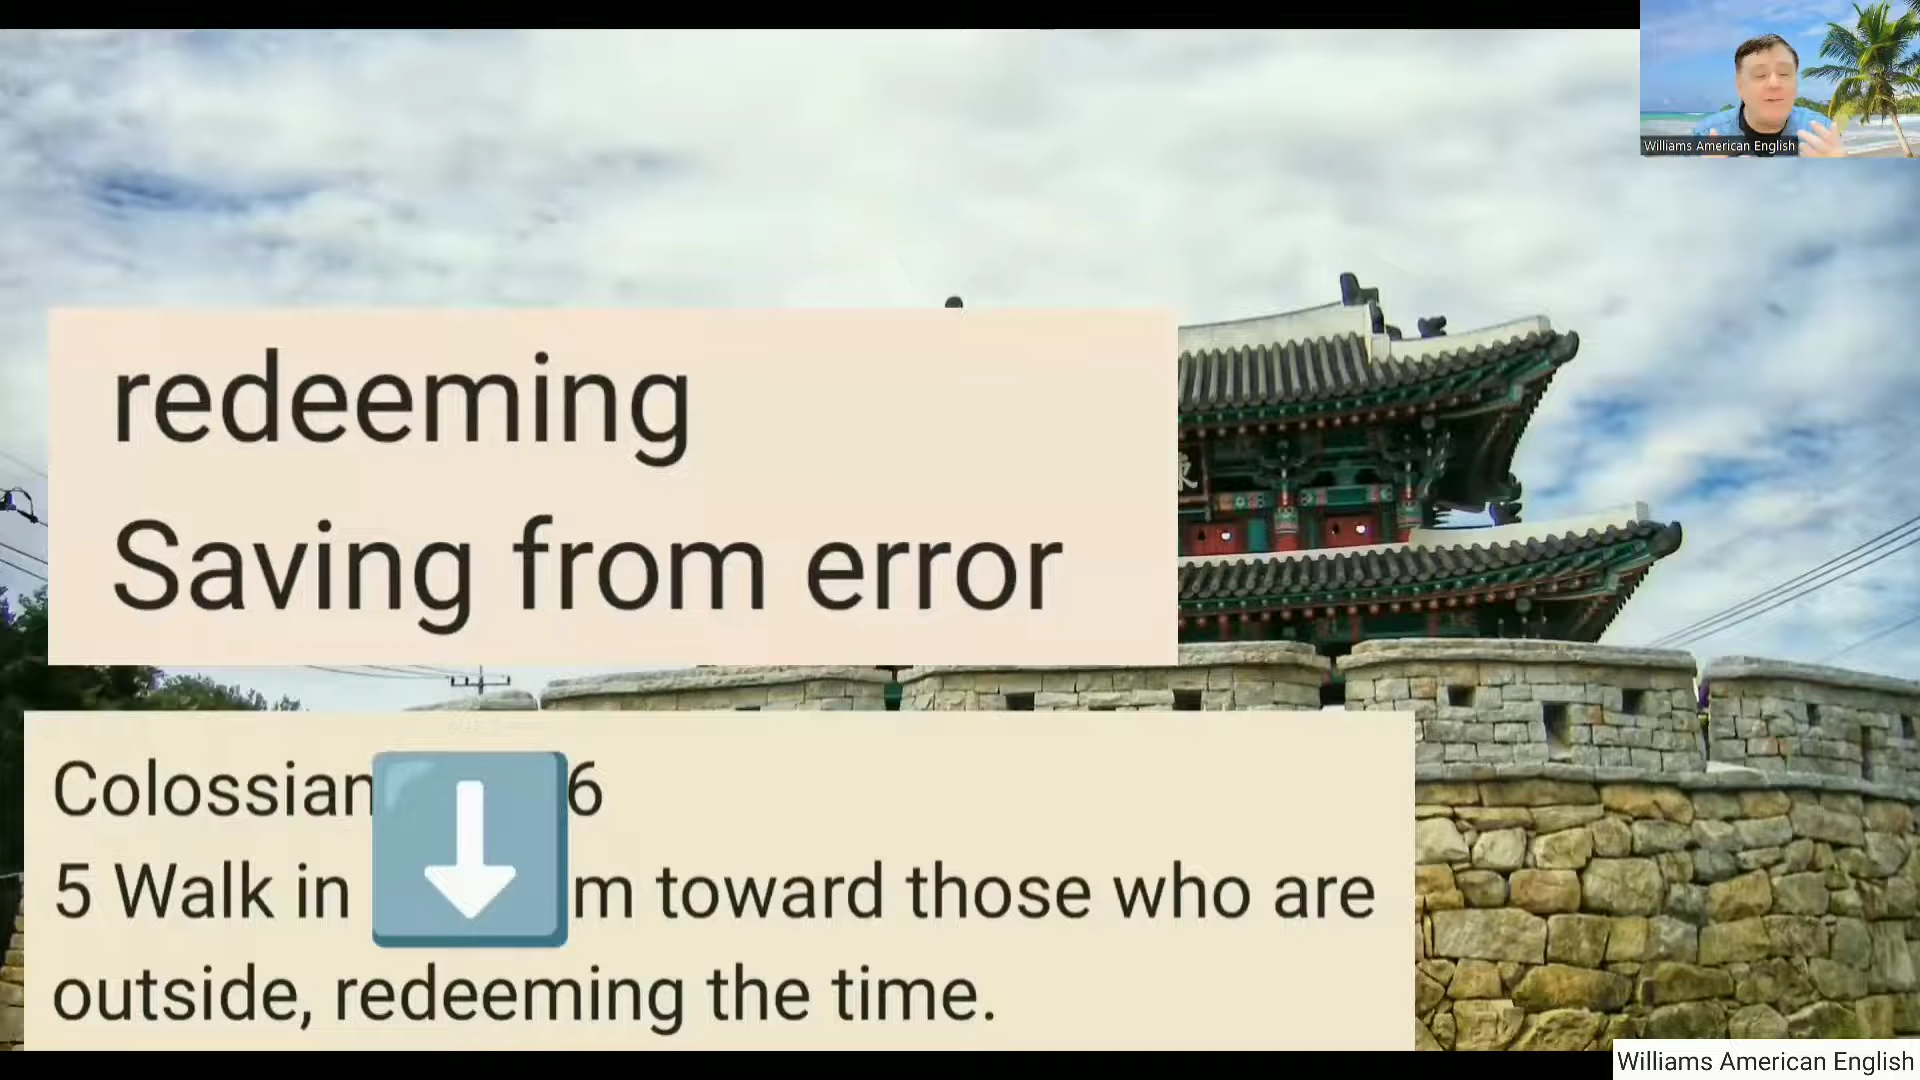 Williams American English
redeeming
Saving from error
Colossian 6
5 Walk in m toward those who are
outside, redeeming the time.
Williams American English